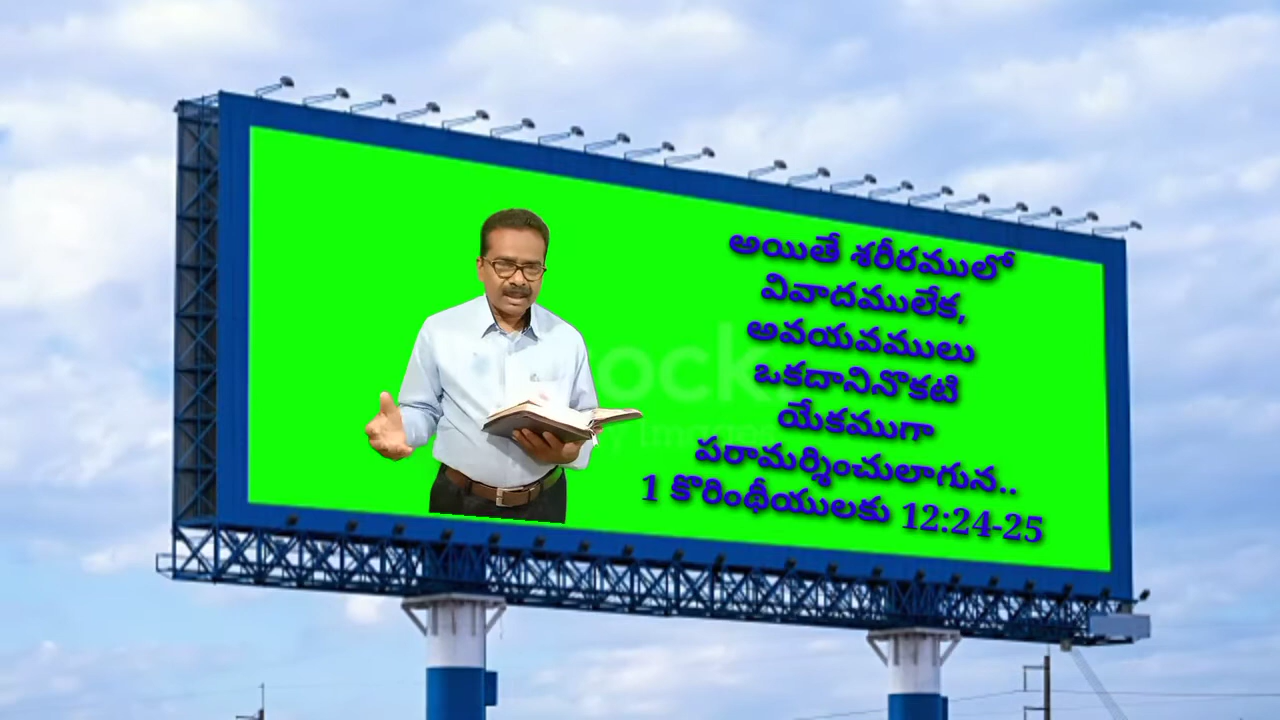 అయితే శరీరములో
వివాదములేక,
అవయవములు
ఒకదానినొకటి
యేకముగా
పరామర్శించులాగున..
1 కొరింథీయులకు 12:24-25